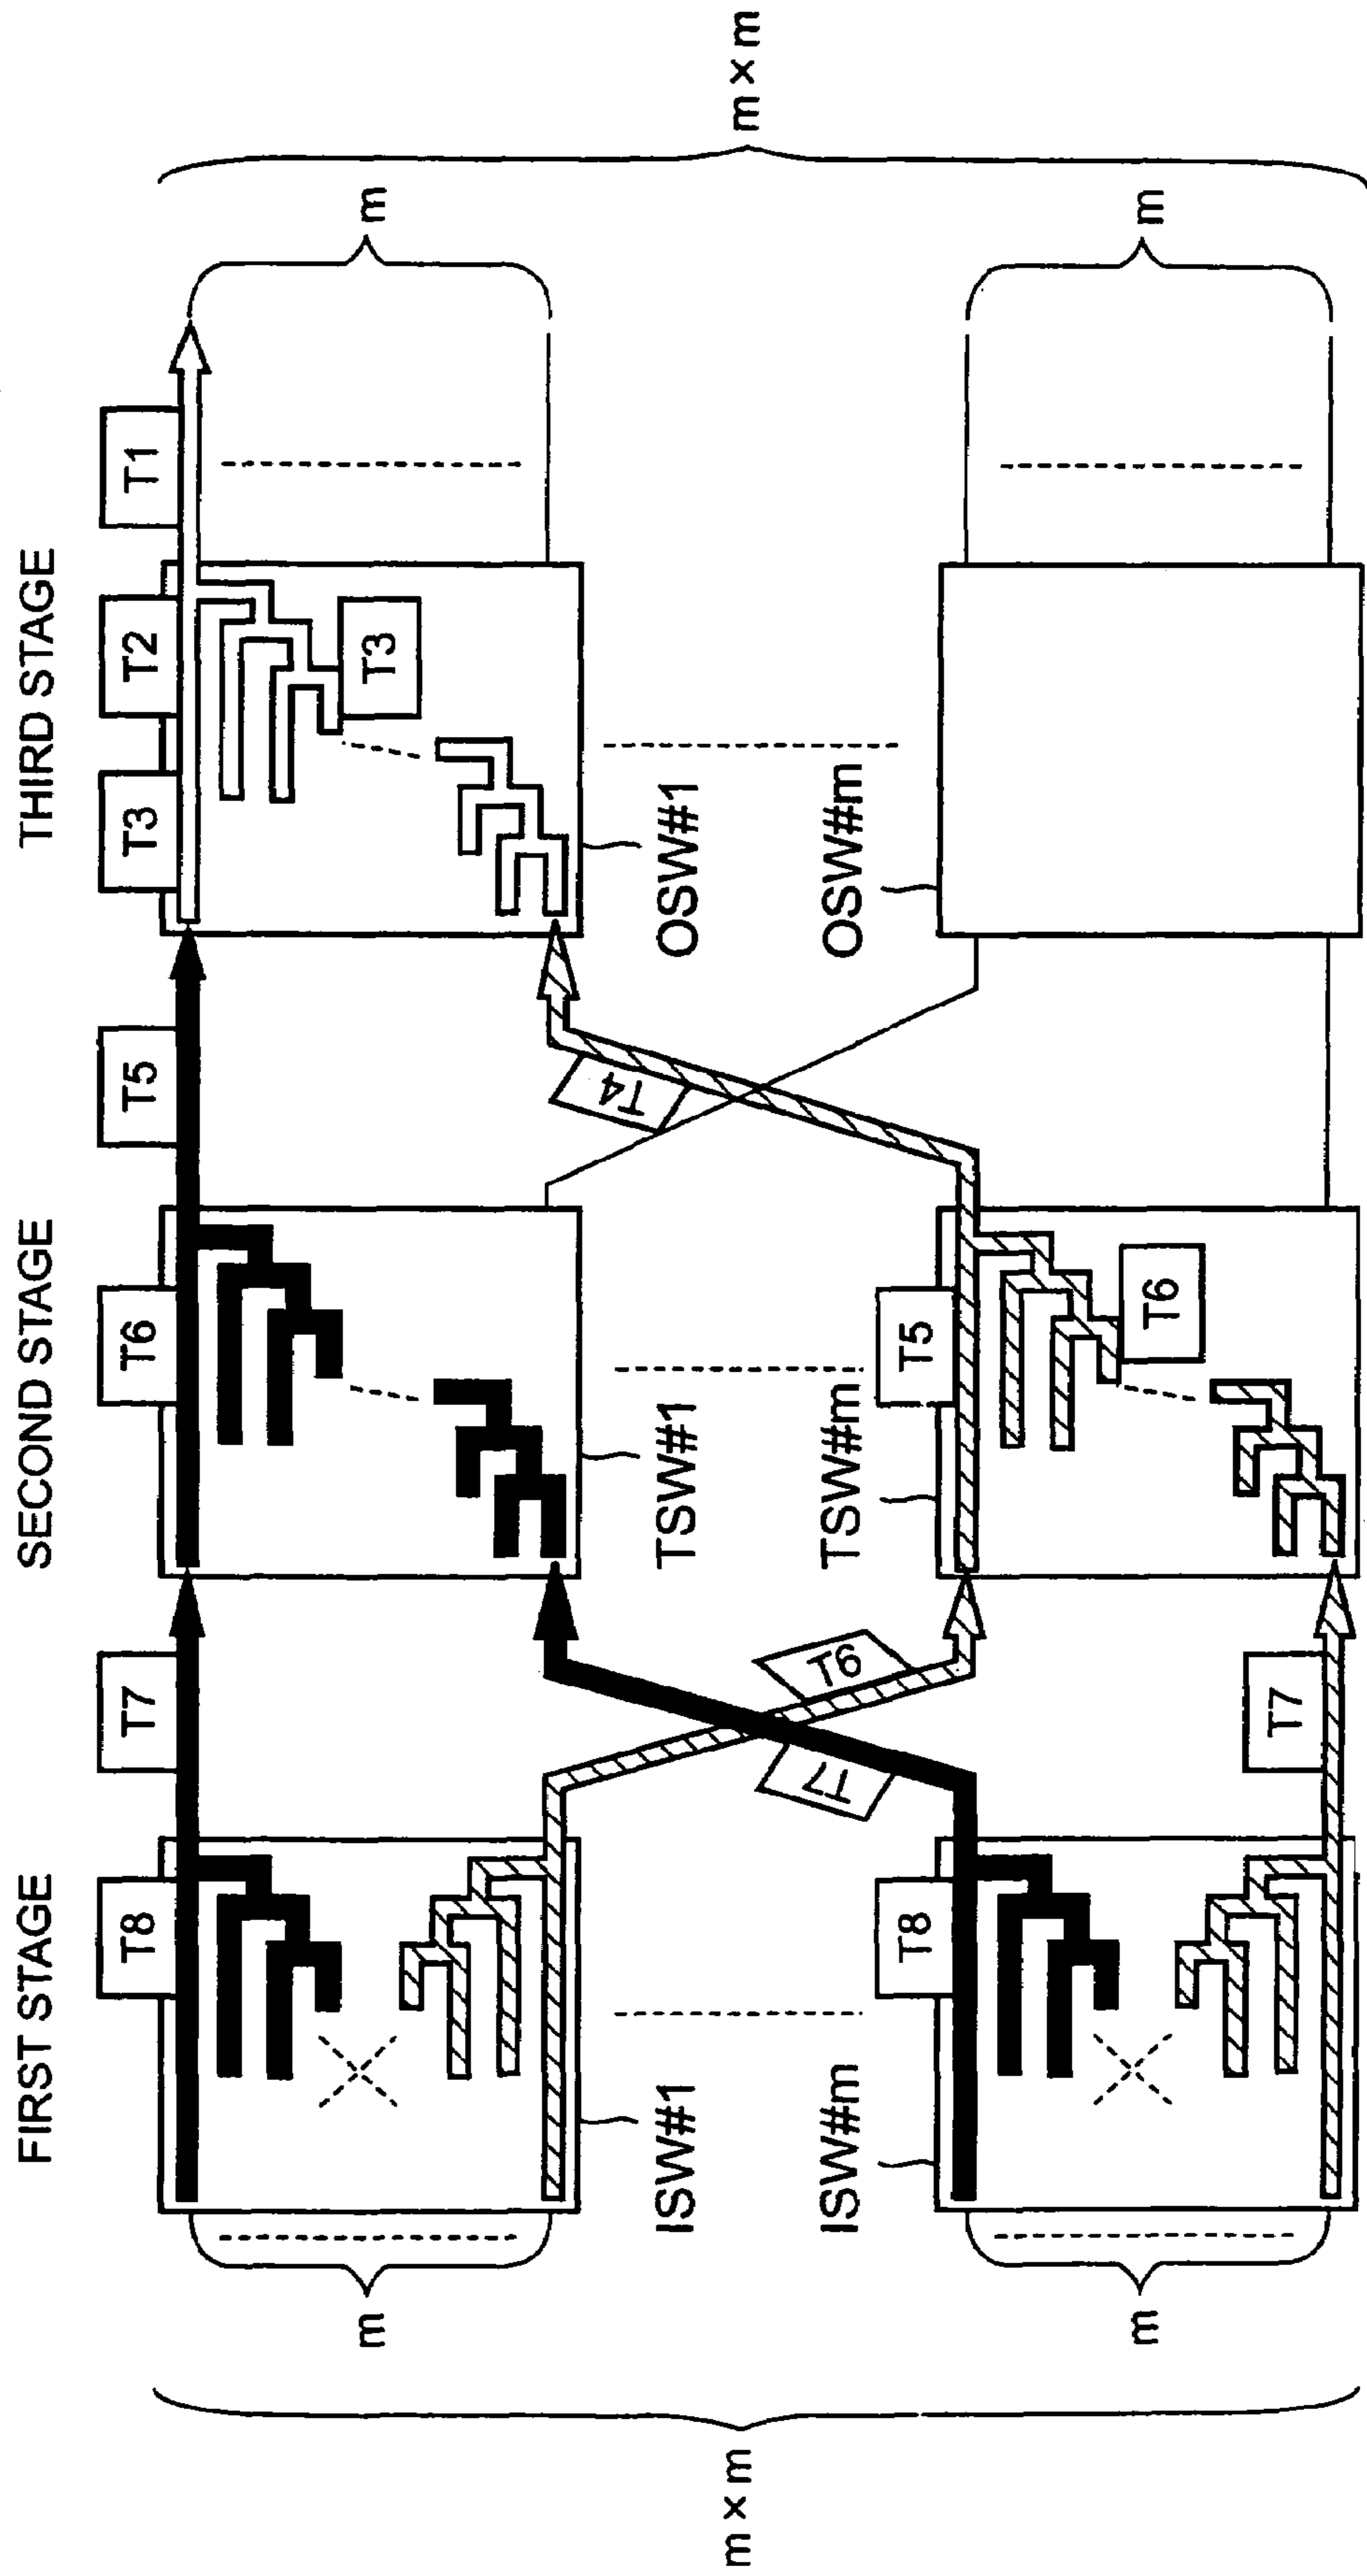 FIRST STAGE
SECOND STAGE
THIRD STAGE
T8
T7
T6
T5
T3
T2
T1
T3
m
m
ISW#1
TSW#1
OSW#1
T7
T6
T4
m × m
m × m
ISW#m
TSW#m
OSW#m
T8
T5
T6
T7
m
m